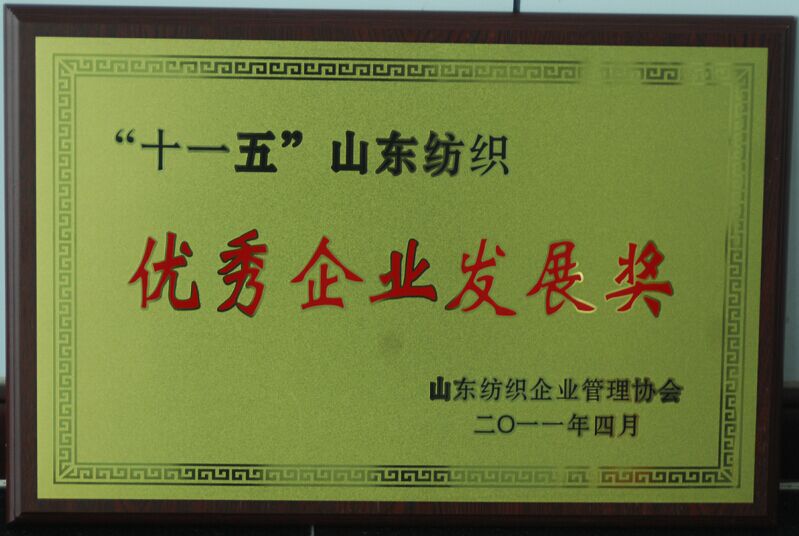 “十一五”山东纺织
优秀企业发展奖
山东纺织企业管理协会
二〇一一年四月